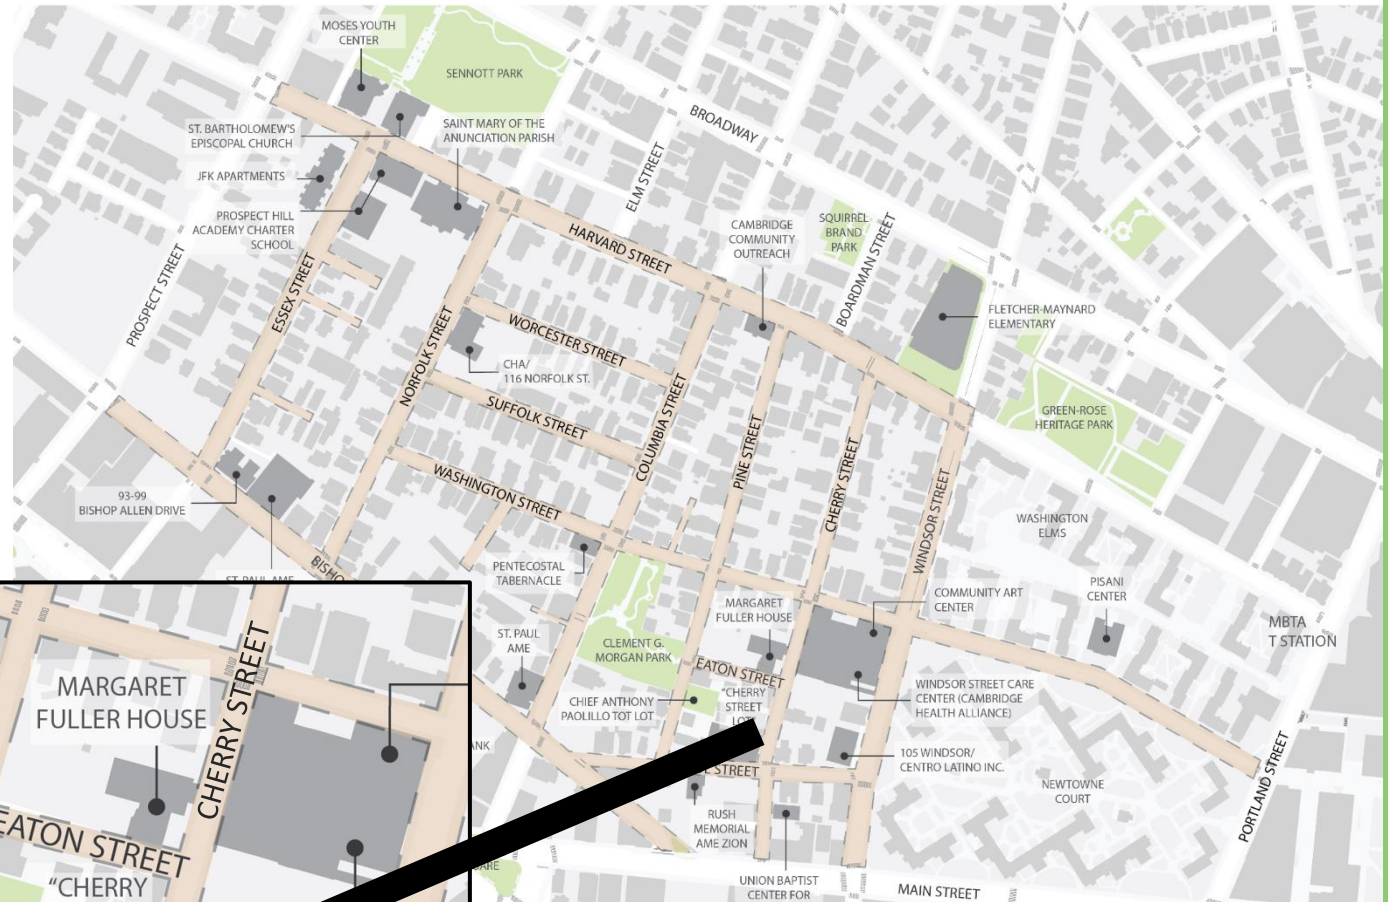 MOSES YOUTH
CENTER
SENNOTT PARK
BROADWAY
ST. BARTHOLOMEW'S
EPISCOPAL CHURCH
SAINT MARY OF THE
ANUNCIATION PARISH
JFK APARTMENTS
ELM STREET
PROSPECT HILL
ACADEMY CHARTER
SCHOOL
CAMBRIDGE
COMMUNITY
OUTREACH
SQUIRREL
BRAND
PARK
BOARDMAN STREET
HARVARD STREET
PROSPECT STREET
ESSEX STREET
FLETCHER-MAYNARD
ELEMENTARY
NORFOLK STREET
WORCESTER STREET
CHA/
116 NORFOLK ST.
SUFFOLK STREET
COLUMBIA STREET
PINE STREET
CHERRY STREET
WINDSOR STREET
GREEN-ROSE
HERITAGE PARK
WASHINGTON STREET
93-99
BISHOP ALLEN DRIVE
WASHINGTON
ELMS
BISHO
ST. PAUL AME
PENTECOSTAL
TABERNACLE
MARGARET
FULLER HOUSE
COMMUNITY ART
CENTER
PISANI
CENTER
MBTA
T STATION
ST. PAUL
AME
CLEMENT G.
MORGAN PARK
EATON STREET
CHIEF ANTHONY
PAOLILLO TOT LOT
"CHERRY
STREET
WINDSOR STREET CARE
CENTER (CAMBRIDGE
HEALTH ALLIANCE)
105 WINDSOR/
CENTRO LATINO INC.
ANK
STREET
NEWTOWNE
COURT
PORTLAND STREET
RUSH
MEMORIAL
AME ZION
UNION BAPTIST
CENTER FOR
MAIN STREET
MARGARET
FULLER HOUSE
CHERRY STREET
EATON STREET
"CHERRY